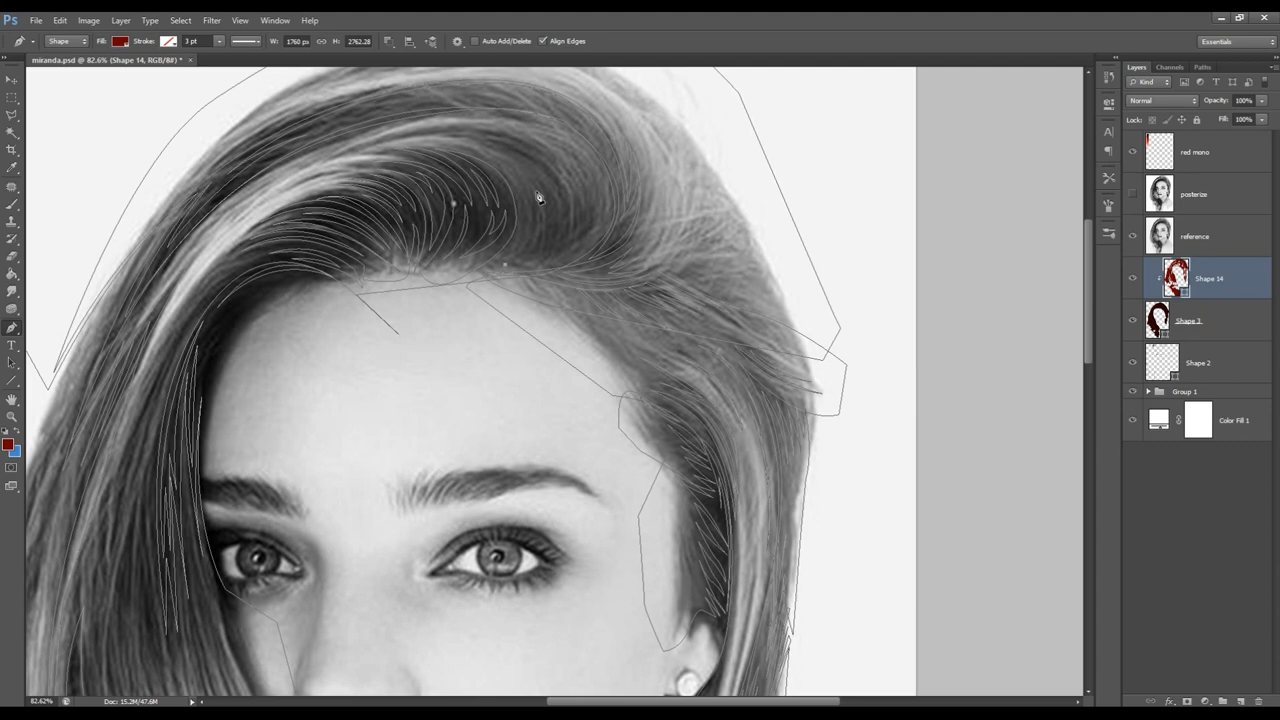 Ps File Edit Image Layer Type Select Filter View Window Help
Shape Fill: Stroke: 3 pt W: 1760 px H: 2762.28 Auto Add/Delete Align Edges Essentials
miranda.psd @ 82.6% (Shape 14, RGB/8#) * ×
Layers Channels Paths
Kind
Normal Opacity: 100%
Lock: Fill: 100%
red mono
posterize
reference
Shape 14
Shape 3
Shape 2
Group 1
Color Fill 1
82.62% Doc: 15.2M/47.6M